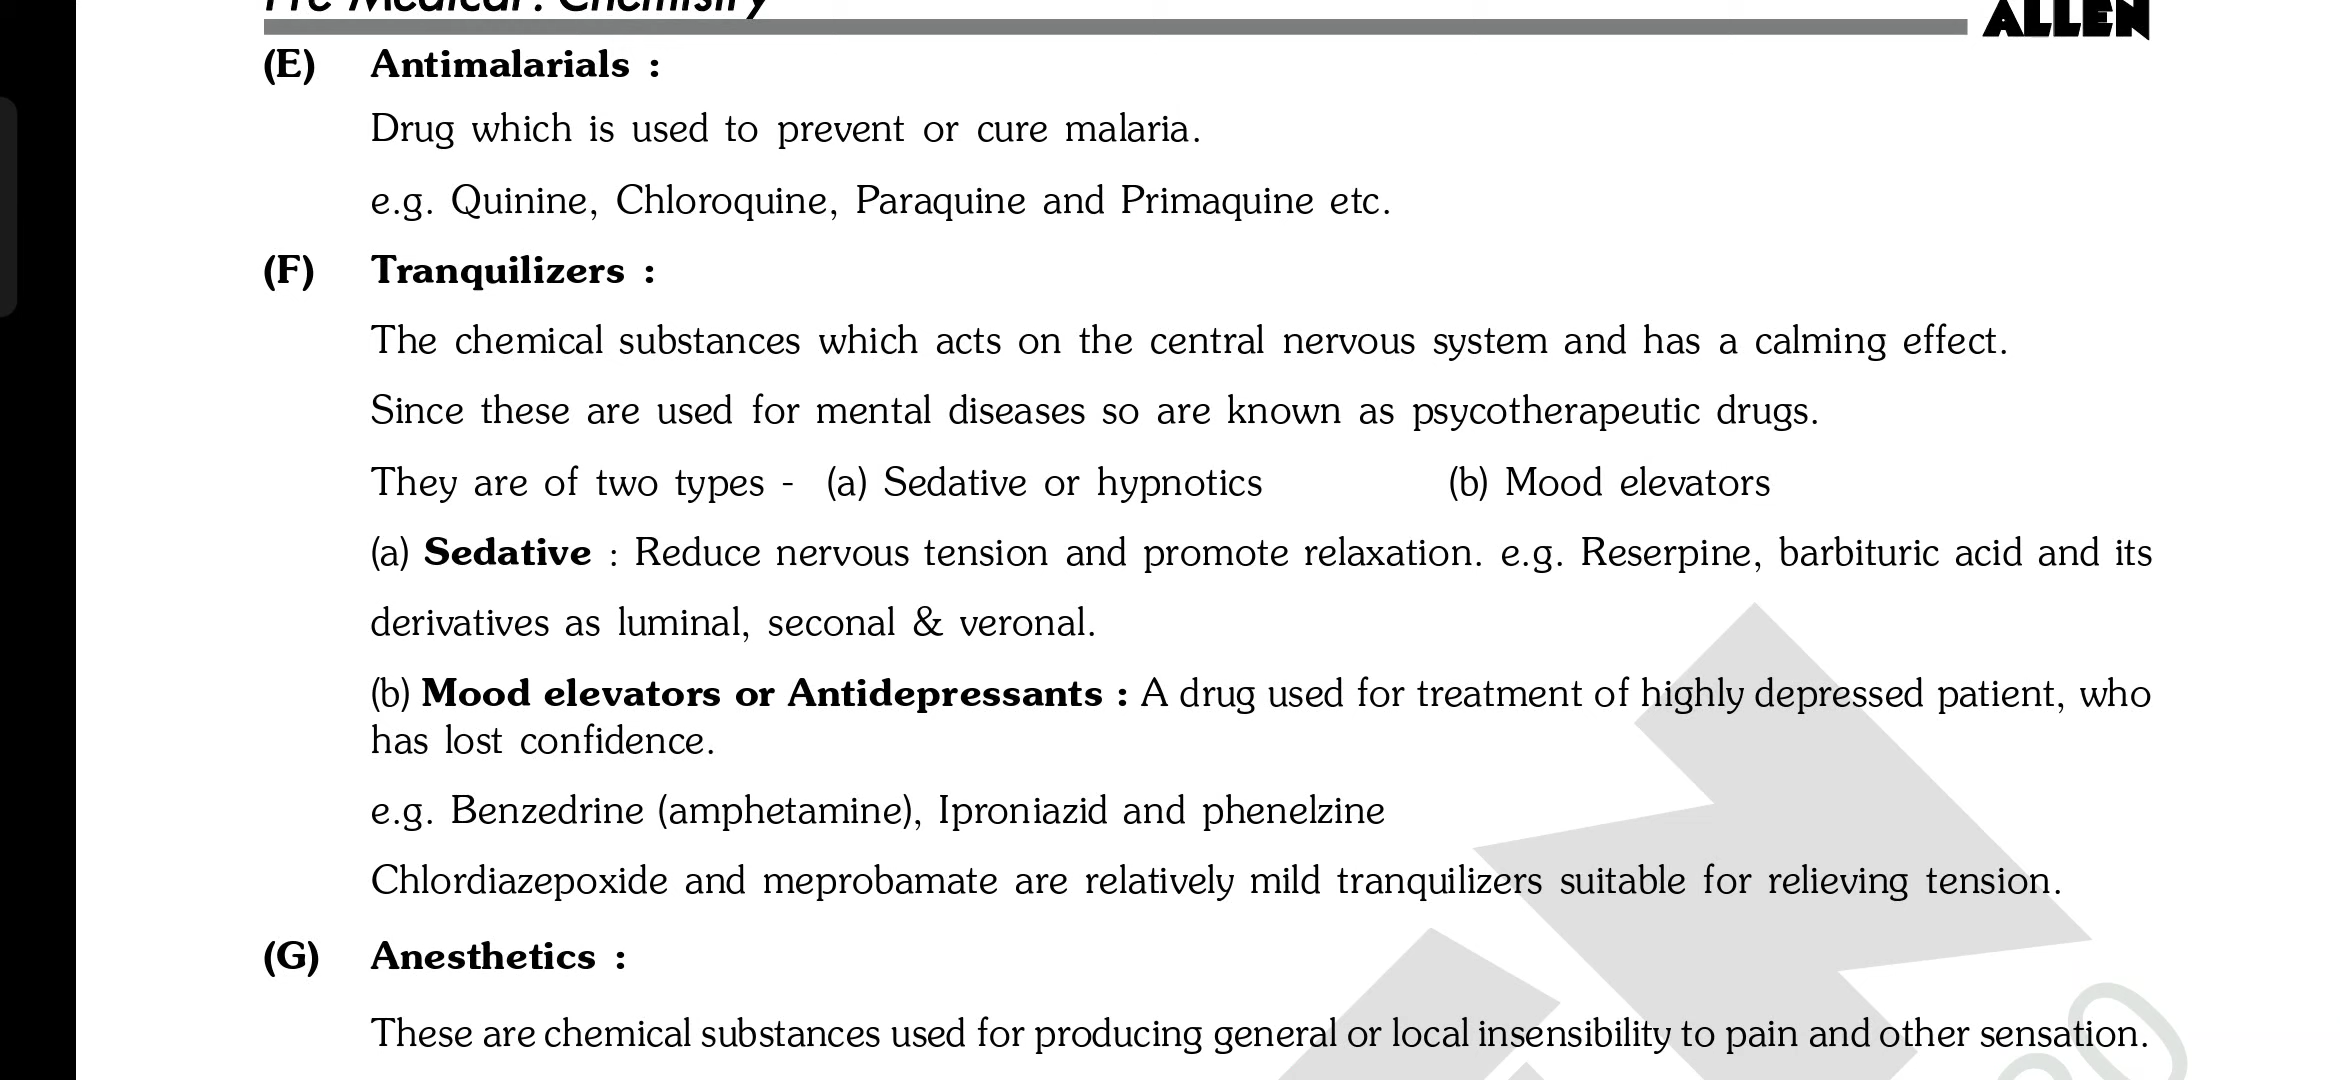 Pre-Medical : Chemistry
ALLEN
(E) Antimalarials :
Drug which is used to prevent or cure malaria.
e.g. Quinine, Chloroquine, Paraquine and Primaquine etc.
(F) Tranquilizers :
The chemical substances which acts on the central nervous system and has a calming effect.
Since these are used for mental diseases so are known as psycotherapeutic drugs.
They are of two types - (a) Sedative or hypnotics (b) Mood elevators
(a) Sedative : Reduce nervous tension and promote relaxation. e.g. Reserpine, barbituric acid and its
derivatives as luminal, seconal & veronal.
(b) Mood elevators or Antidepressants : A drug used for treatment of highly depressed patient, who
has lost confidence.
e.g. Benzedrine (amphetamine), Iproniazid and phenelzine
Chlordiazepoxide and meprobamate are relatively mild tranquilizers suitable for relieving tension.
(G) Anesthetics :
These are chemical substances used for producing general or local insensibility to pain and other sensation.